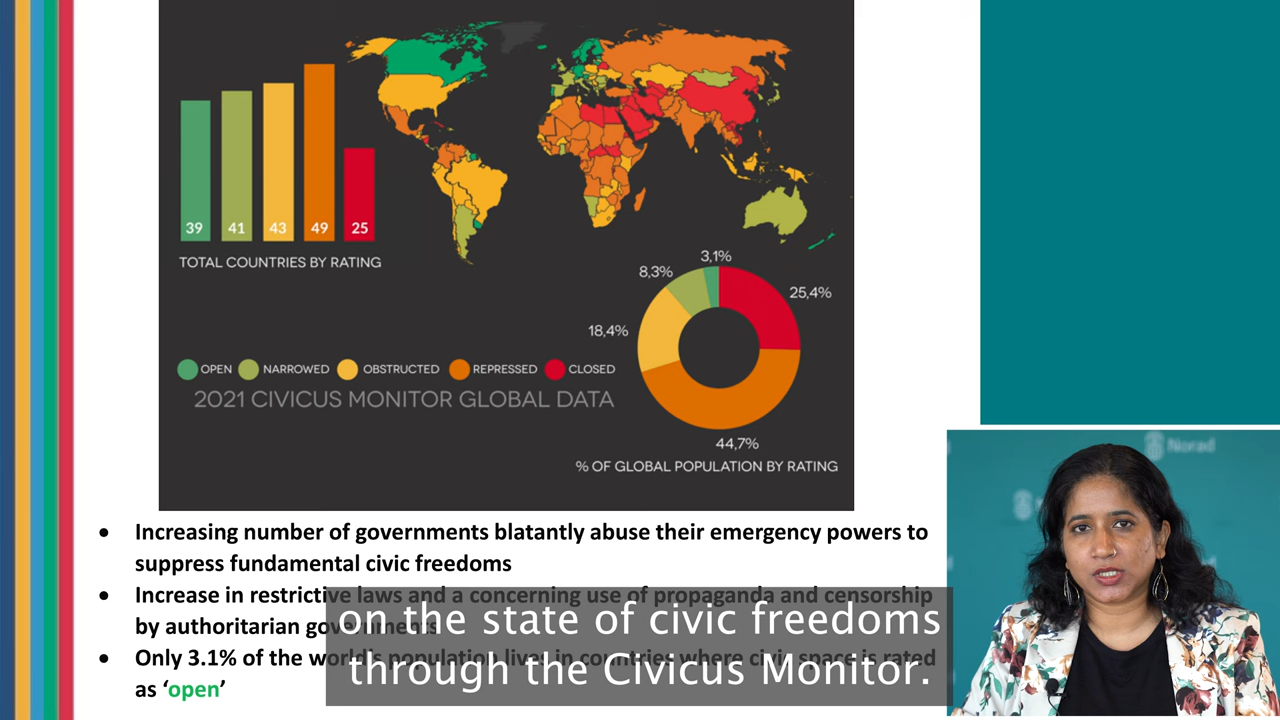 39 41 43 49 25
TOTAL COUNTRIES BY RATING
3,1%
8,3%
25,4%
18,4%
OPEN NARROWED OBSTRUCTED REPRESSED CLOSED
2021 CIVICUS MONITOR GLOBAL DATA
44,7%
% OF GLOBAL POPULATION BY RATING
Norad
• Increasing number of governments blatantly abuse their emergency powers to
suppress fundamental civic freedoms
• Increase in restrictive laws and a concerning use of propaganda and censorship
by authoritarian governments
• Only 3.1% of the world's population lives in countries where civic space is rated
as ‘open’
on the state of civic freedoms
through the Civicus Monitor.